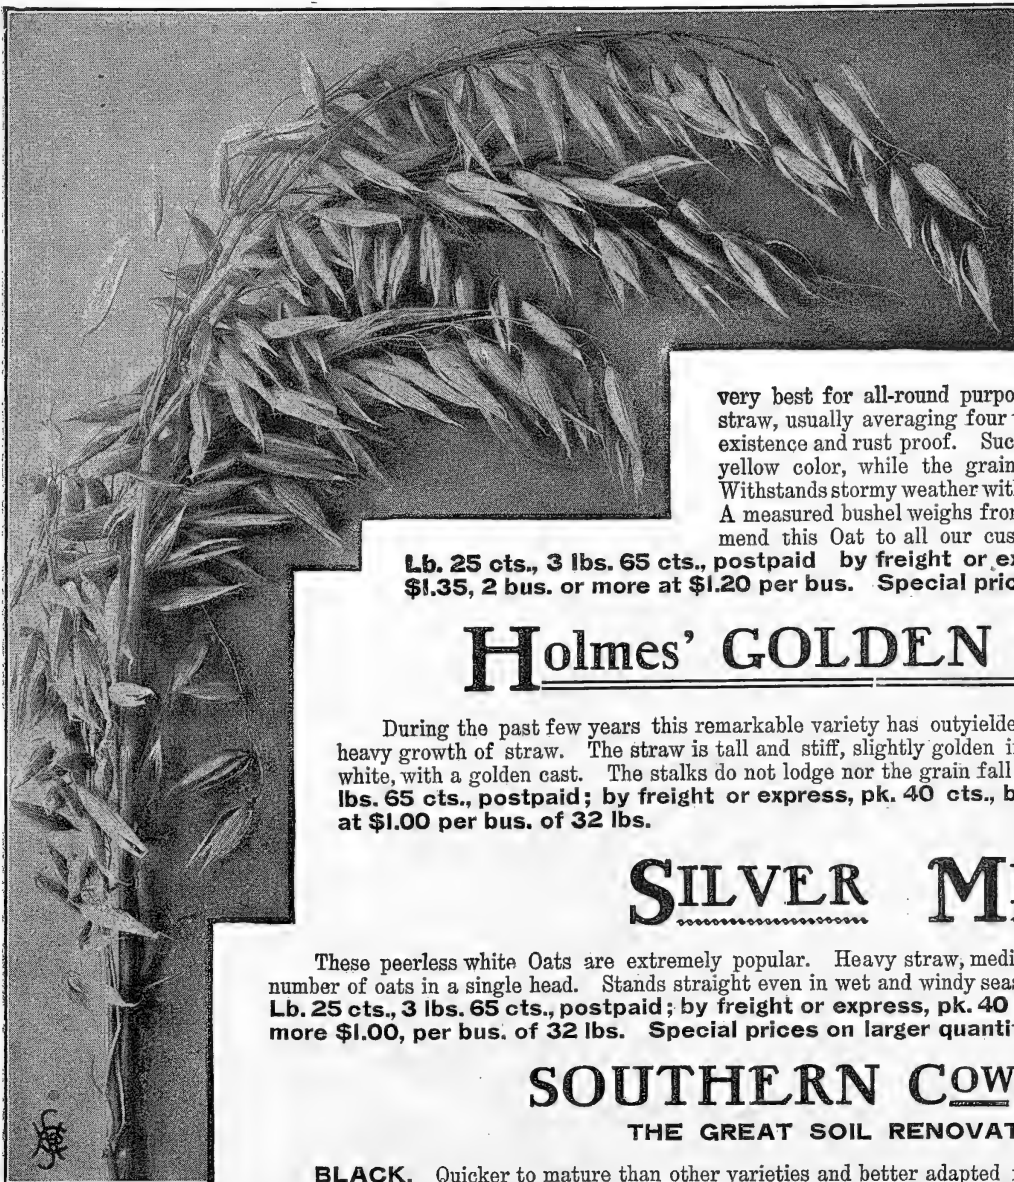 very best for all-round purpo
straw, usually averaging four
existence and rust proof. Suc
yellow color, while the grain
Withstands stormy weather wit
A measured bushel weighs fro
mend this Oat to all our cus
Lb. 25 cts., 3 lbs. 65 cts., postpaid by freight or ex
$1.35, 2 bus. or more at $1.20 per bus. Special pric
Holmes' GOLDEN
During the past few years this remarkable variety has outyielde
heavy growth of straw. The straw is tall and stiff, slightly golden i
white, with a golden cast. The stalks do not lodge nor the grain fall
lbs. 65 cts., postpaid; by freight or express, pk. 40 cts., b
at $1.00 per bus. of 32 lbs.
SILVER M
These peerless white Oats are extremely popular. Heavy straw, medi
number of oats in a single head. Stands straight even in wet and windy sea
Lb. 25 cts., 3 lbs. 65 cts., postpaid; by freight or express, pk. 40
more $1.00, per bus. of 32 lbs. Special prices on larger quanti
SOUTHERN COW
THE GREAT SOIL RENOVAT
BLACK. Quicker to mature than other varieties and better adapted